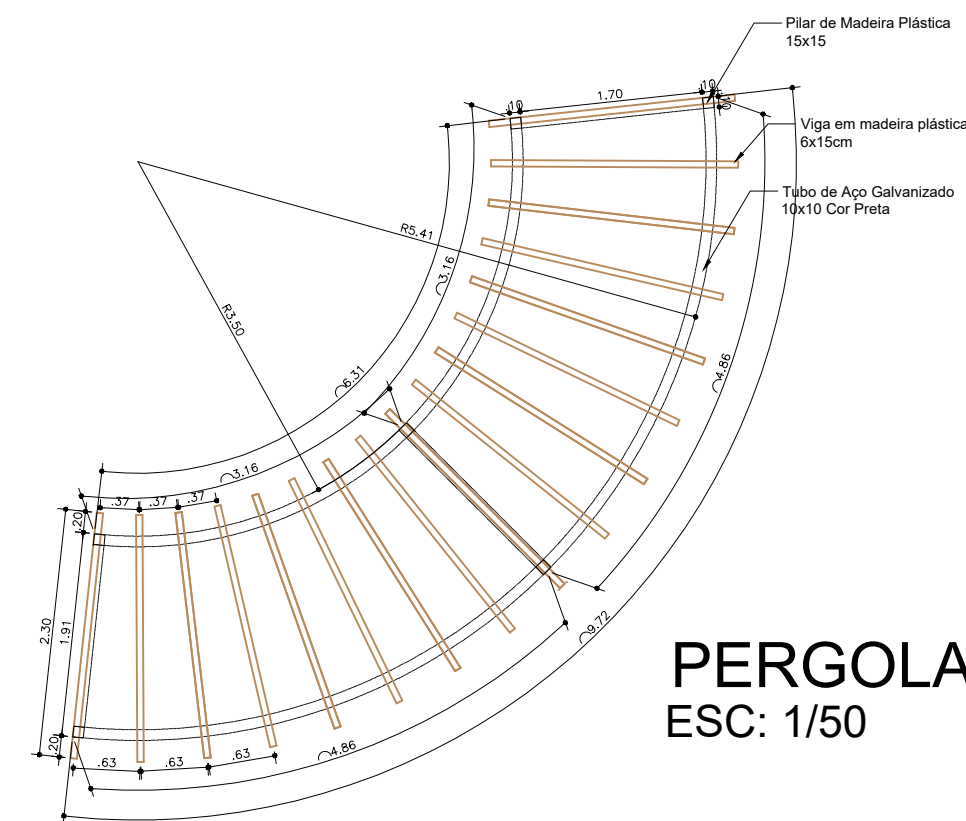 Pilar de Madeira Plástica
15x15
.10
1.70
.10
.10
Viga em madeira plástica
6x15cm
Tubo de Aço Galvanizado
10x10 Cor Preta
R5.41
3.16
R3.50
6.31
4.86
3.16
.37
.37
.37
.20
2.30
1.91
.20
.63
.63
.63
4.86
9.72
PERGOLA
ESC: 1/50